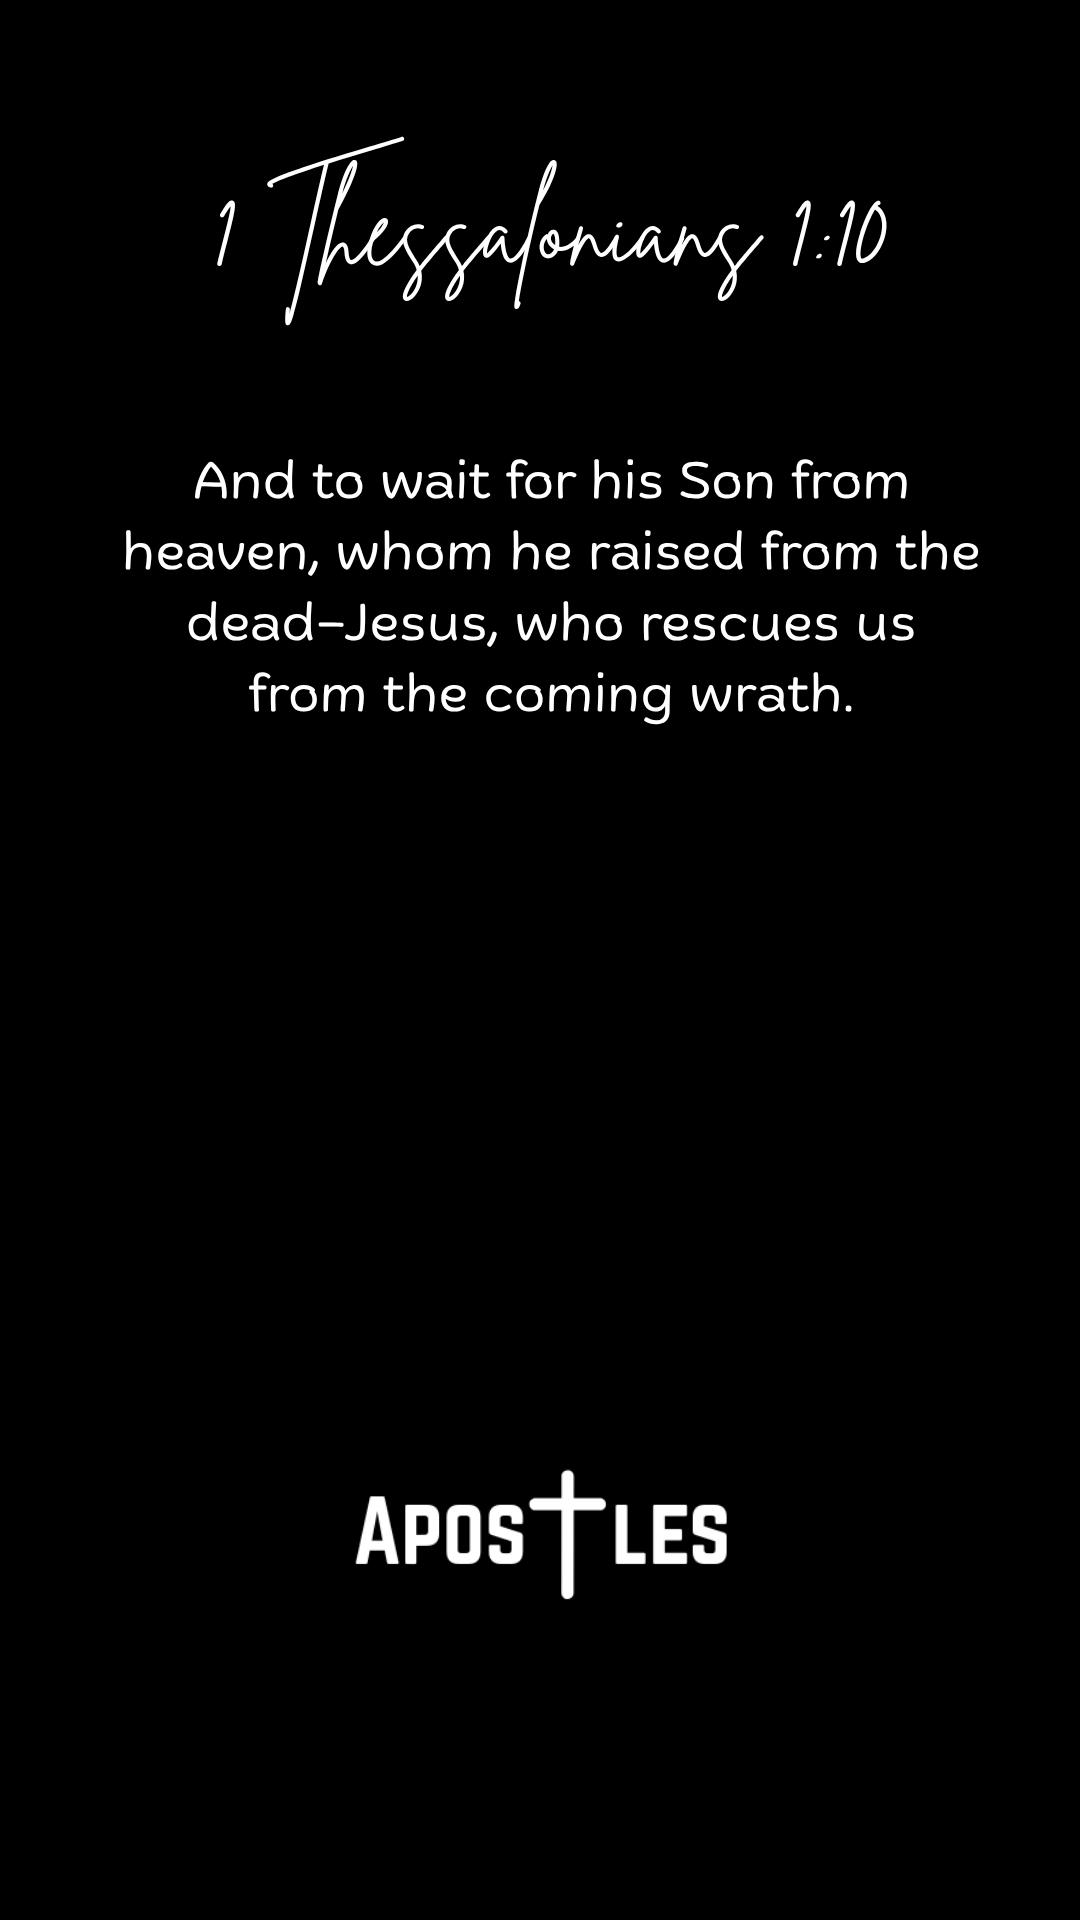 1 Thessalonians 1:10
And to wait for his Son from
heaven, whom he raised from the
dead–Jesus, who rescues us
from the coming wrath.
Apostles